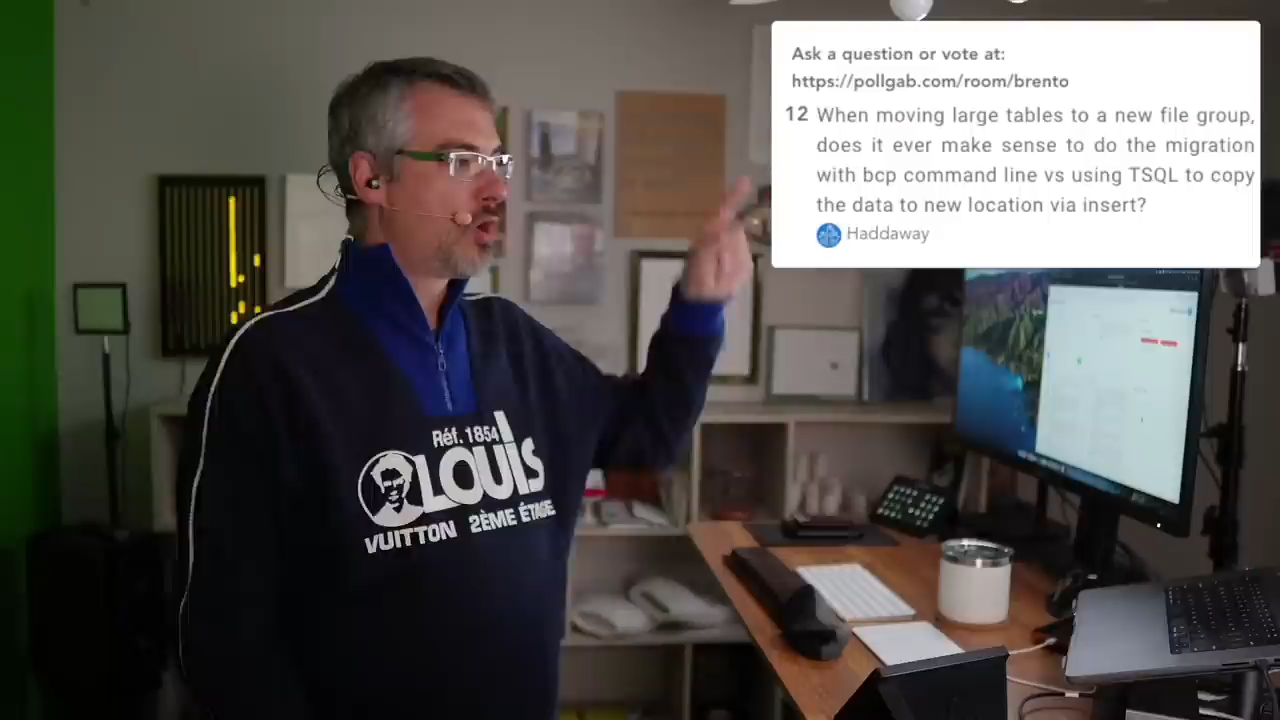 Ask a question or vote at:
https://pollgab.com/room/brento
12 When moving large tables to a new file group,
does it ever make sense to do the migration
with bcp command line vs using TSQL to copy
the data to new location via insert?
Haddaway
Réf. 1854
LOUIS
VUITTON 2ÈME ÉTAGE